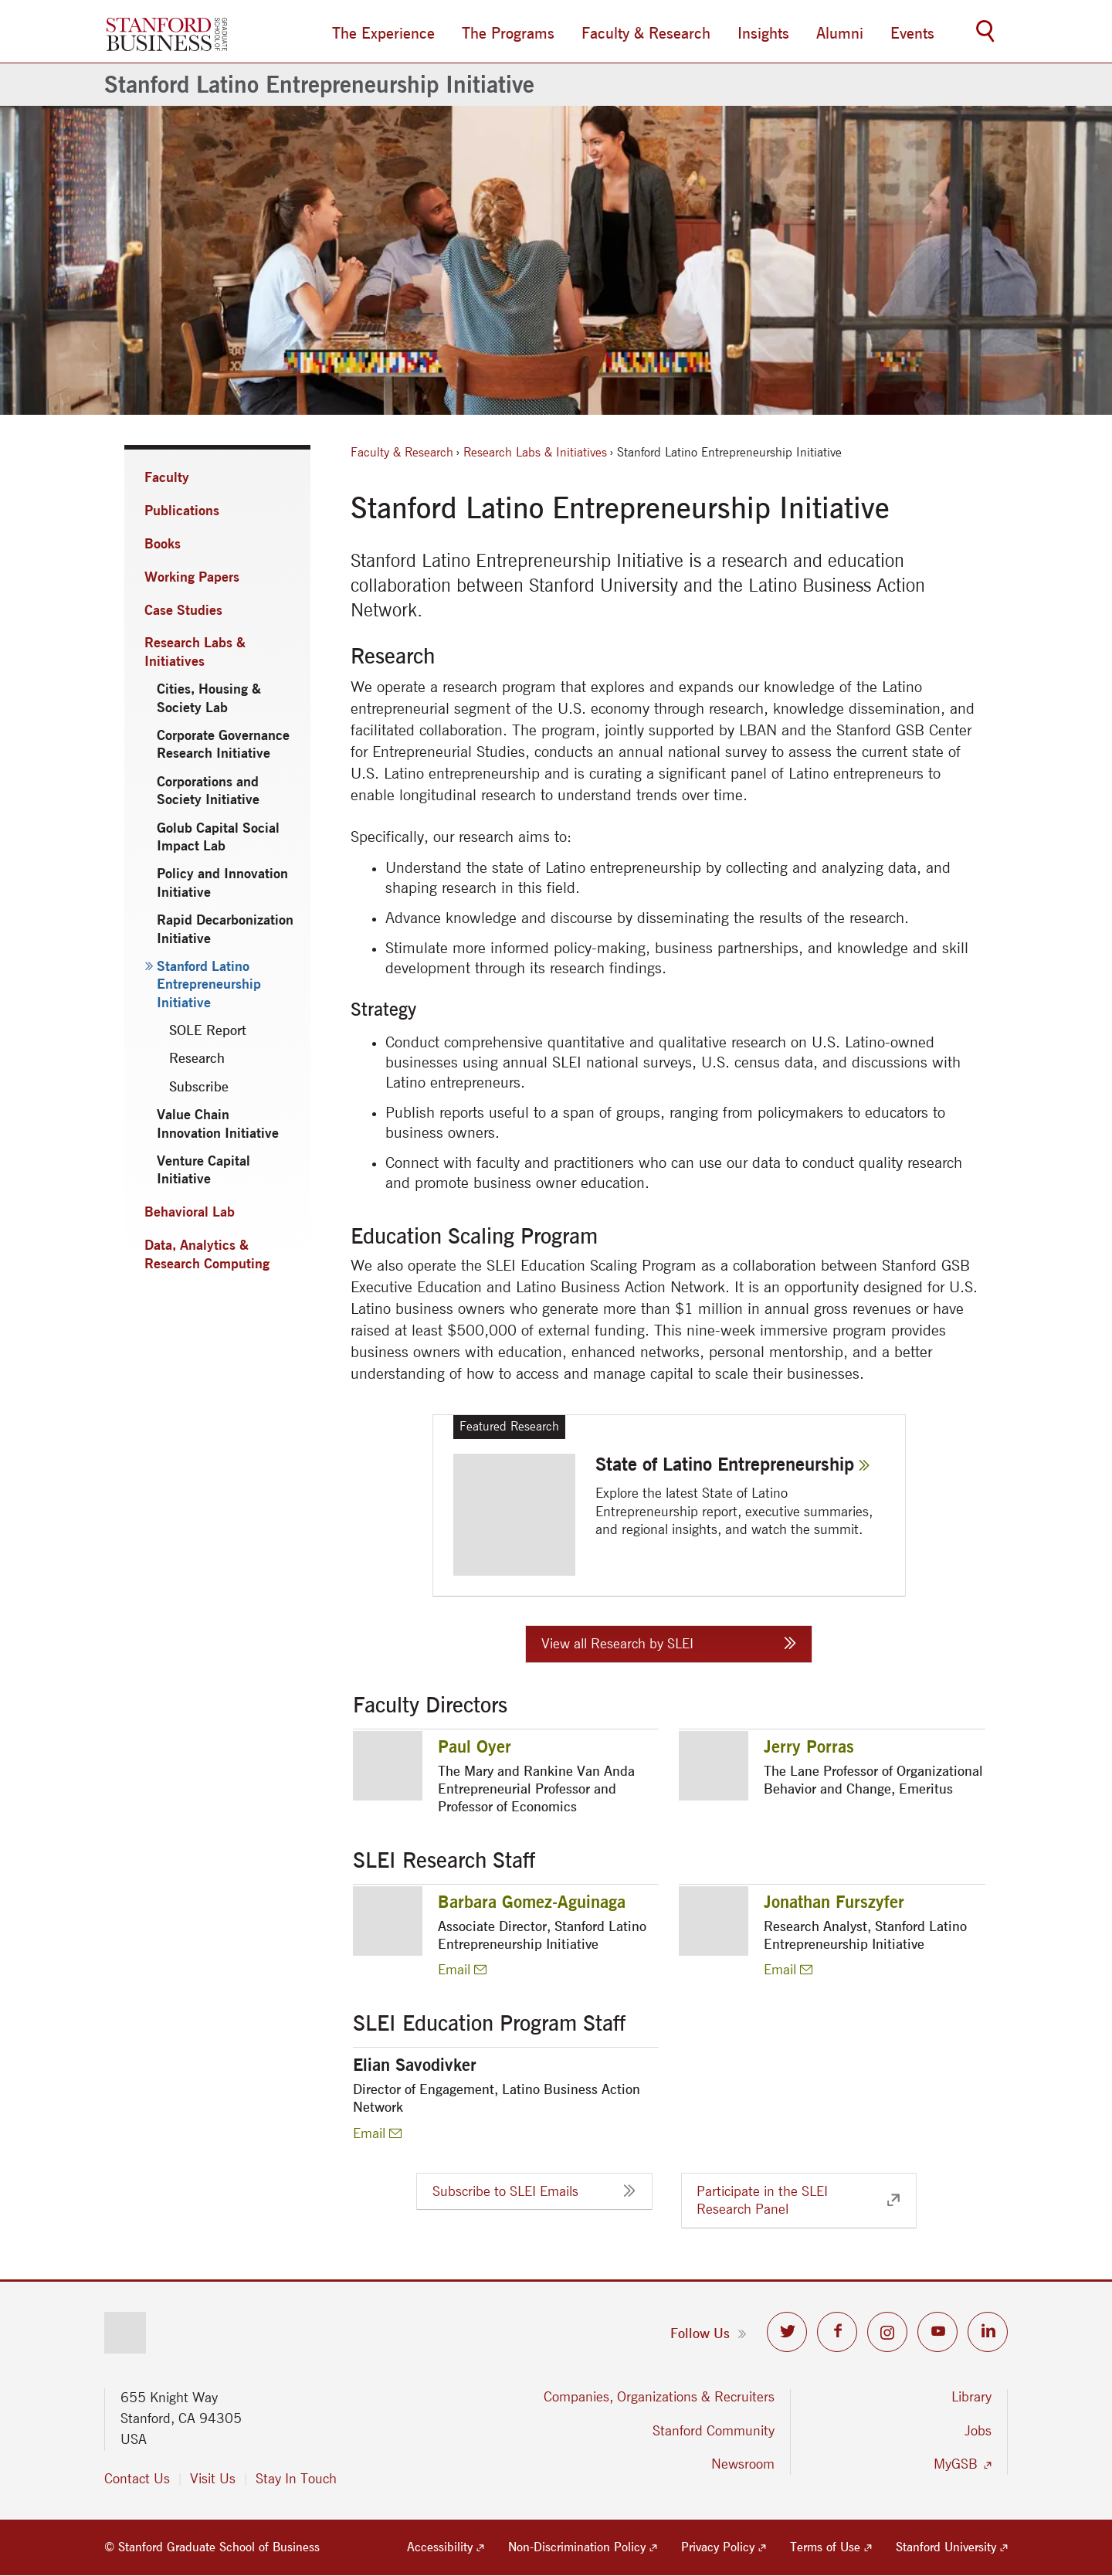 STANFORD
BUSINESS
GRADUATE
SCHOOL OF
The Experience
The Programs
Faculty & Research
Insights
Alumni
Events
Stanford Latino Entrepreneurship Initiative
Faculty
Publications
Books
Working Papers
Case Studies
Research Labs &
Initiatives
Cities, Housing &
Society Lab
Corporate Governance
Research Initiative
Corporations and
Society Initiative
Golub Capital Social
Impact Lab
Policy and Innovation
Initiative
Rapid Decarbonization
Initiative
» Stanford Latino
Entrepreneurship
Initiative
SOLE Report
Research
Subscribe
Value Chain
Innovation Initiative
Venture Capital
Initiative
Behavioral Lab
Data, Analytics &
Research Computing
Faculty & Research › Research Labs & Initiatives › Stanford Latino Entrepreneurship Initiative
Stanford Latino Entrepreneurship Initiative
Stanford Latino Entrepreneurship Initiative is a research and education
collaboration between Stanford University and the Latino Business Action
Network.
Research
We operate a research program that explores and expands our knowledge of the Latino
entrepreneurial segment of the U.S. economy through research, knowledge dissemination, and
facilitated collaboration. The program, jointly supported by LBAN and the Stanford GSB Center
for Entrepreneurial Studies, conducts an annual national survey to assess the current state of
U.S. Latino entrepreneurship and is curating a significant panel of Latino entrepreneurs to
enable longitudinal research to understand trends over time.
Specifically, our research aims to:
• Understand the state of Latino entrepreneurship by collecting and analyzing data, and
shaping research in this field.
• Advance knowledge and discourse by disseminating the results of the research.
• Stimulate more informed policy-making, business partnerships, and knowledge and skill
development through its research findings.
Strategy
• Conduct comprehensive quantitative and qualitative research on U.S. Latino-owned
businesses using annual SLEI national surveys, U.S. census data, and discussions with
Latino entrepreneurs.
• Publish reports useful to a span of groups, ranging from policymakers to educators to
business owners.
• Connect with faculty and practitioners who can use our data to conduct quality research
and promote business owner education.
Education Scaling Program
We also operate the SLEI Education Scaling Program as a collaboration between Stanford GSB
Executive Education and Latino Business Action Network. It is an opportunity designed for U.S.
Latino business owners who generate more than $1 million in annual gross revenues or have
raised at least $500,000 of external funding. This nine-week immersive program provides
business owners with education, enhanced networks, personal mentorship, and a better
understanding of how to access and manage capital to scale their businesses.
Featured Research
State of Latino Entrepreneurship »
Explore the latest State of Latino
Entrepreneurship report, executive summaries,
and regional insights, and watch the summit.
View all Research by SLEI »
Faculty Directors
Paul Oyer
The Mary and Rankine Van Anda
Entrepreneurial Professor and
Professor of Economics
Jerry Porras
The Lane Professor of Organizational
Behavior and Change, Emeritus
SLEI Research Staff
Barbara Gomez-Aguinaga
Associate Director, Stanford Latino
Entrepreneurship Initiative
Email
Jonathan Furszyfer
Research Analyst, Stanford Latino
Entrepreneurship Initiative
Email
SLEI Education Program Staff
Elian Savodivker
Director of Engagement, Latino Business Action
Network
Email
Subscribe to SLEI Emails »
Participate in the SLEI
Research Panel
Follow Us »
655 Knight Way
Stanford, CA 94305
USA
Contact Us
Visit Us
Stay In Touch
Companies, Organizations & Recruiters
Stanford Community
Newsroom
Library
Jobs
MyGSB
© Stanford Graduate School of Business
Accessibility
Non-Discrimination Policy
Privacy Policy
Terms of Use
Stanford University